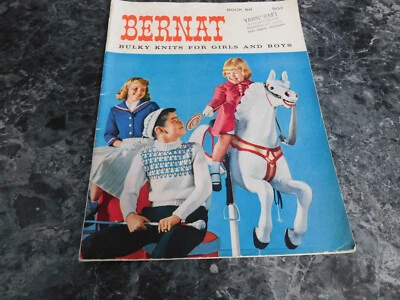 BOOK 88 50¢
BERNAT
BULKY KNITS FOR GIRLS AND BOYS